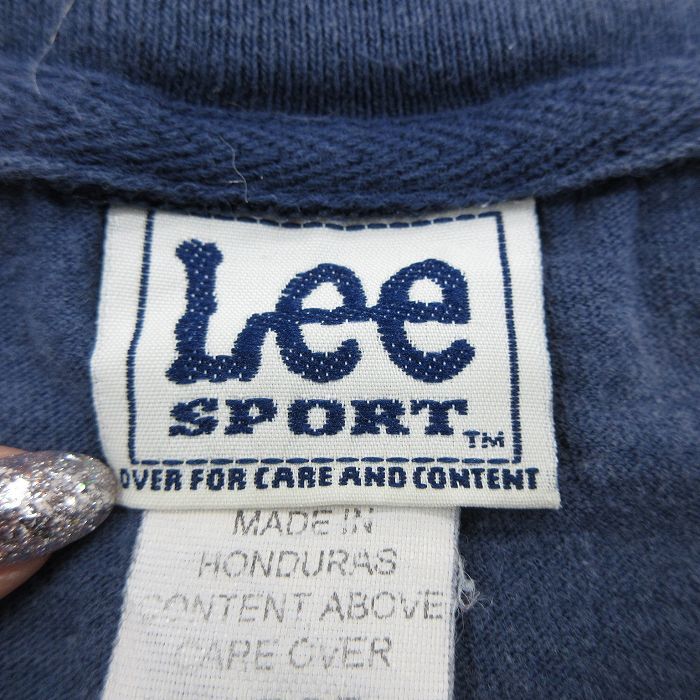 Lee
SPORT TM
OVER FOR CARE AND CONTENT
MADE IN
HONDURAS
CONTENT ABOVE
CARE OVER